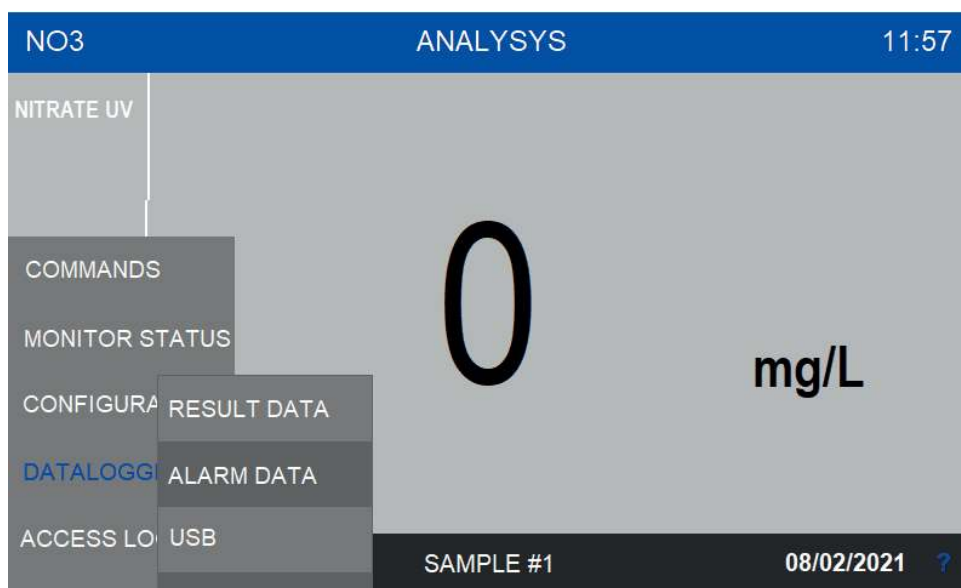 NO3 ANALYSYS 11:57
NITRATE UV
0 mg/L
COMMANDS
MONITOR STATUS
CONFIGURA
DATALOGG
ACCESS LO
RESULT DATA
ALARM DATA
USB
SAMPLE #1 08/02/2021 ?